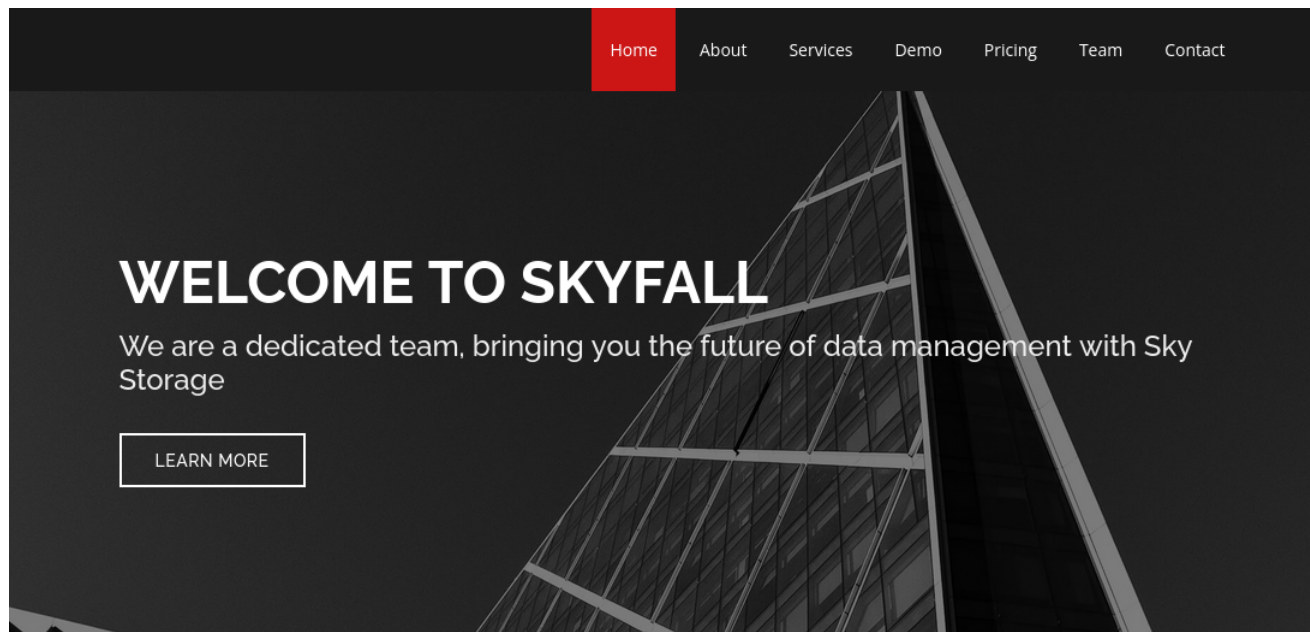 Home About Services Demo Pricing Team Contact
WELCOME TO SKYFALL
We are a dedicated team, bringing you the future of data management with Sky
Storage
LEARN MORE